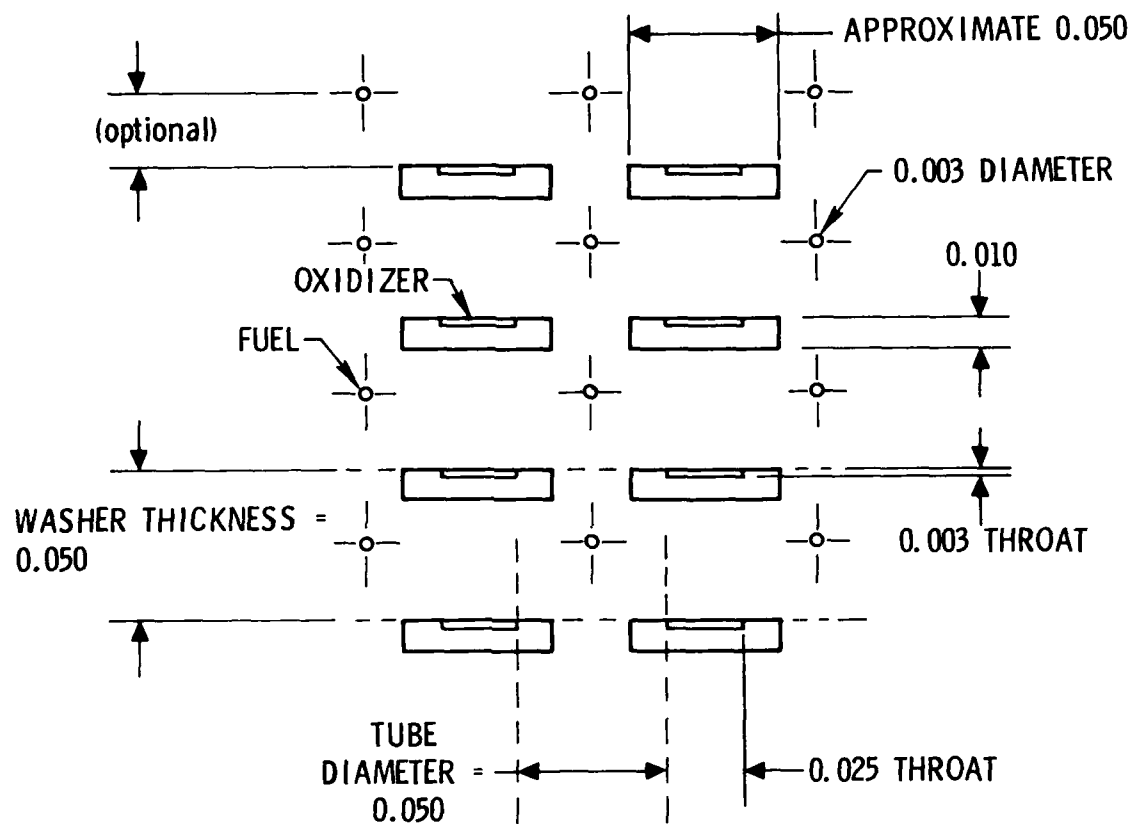 APPROXIMATE 0.050
(optional)
0.003 DIAMETER
0.010
OXIDIZER
FUEL
WASHER THICKNESS =
0.050
0.003 THROAT
TUBE
DIAMETER =
0.050
0.025 THROAT